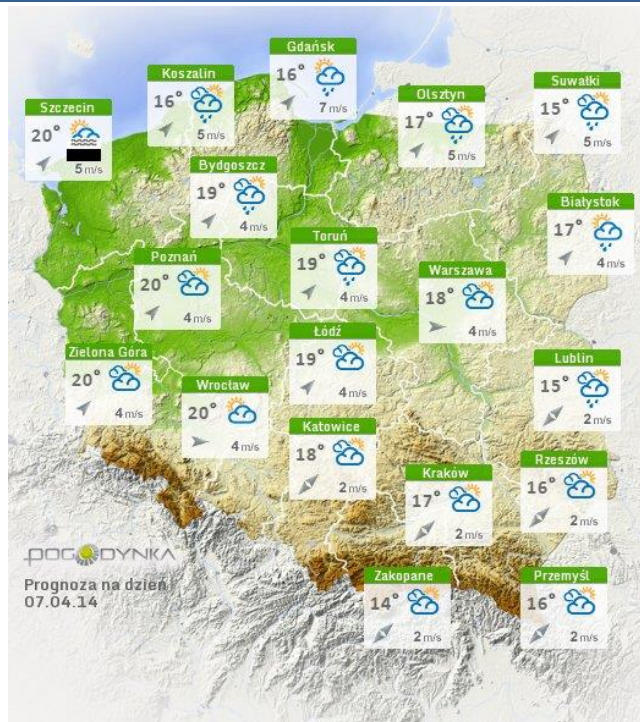 Gdańsk
16°
7 m/s
Koszalin
16°
5 m/s
Suwałki
15°
5 m/s
Olsztyn
17°
5 m/s
Szczecin
20°
5 m/s
Bydgoszcz
19°
4 m/s
Białystok
17°
4 m/s
Toruń
19°
4 m/s
Poznań
20°
4 m/s
Warszawa
18°
4 m/s
Łódź
19°
4 m/s
Zielona Góra
20°
4 m/s
Lublin
15°
2 m/s
Wrocław
20°
4 m/s
Katowice
18°
2 m/s
Rzeszów
16°
2 m/s
Kraków
17°
2 m/s
POGODYNKA
Prognoza na dzień
07.04.14
Zakopane
14°
2 m/s
Przemyśl
16°
2 m/s